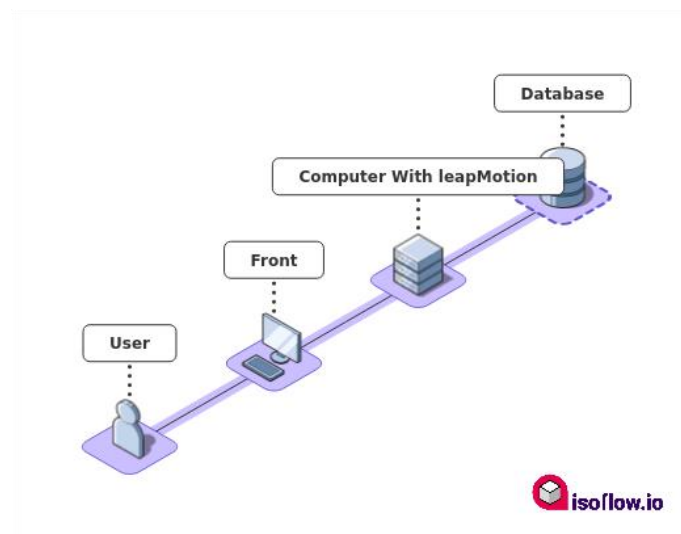 Database
Computer With leapMotion
Front
User
isoflow.io